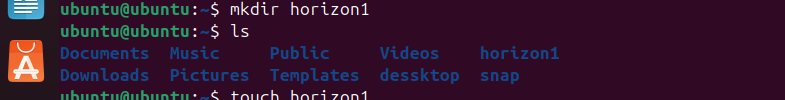 ubuntu@ubuntu:~$ mkdir horizon1
ubuntu@ubuntu:~$ ls
Documents Music Public Videos horizon1
Downloads Pictures Templates dessktop snap
ubuntu@ubuntu:~$ touch horizon1